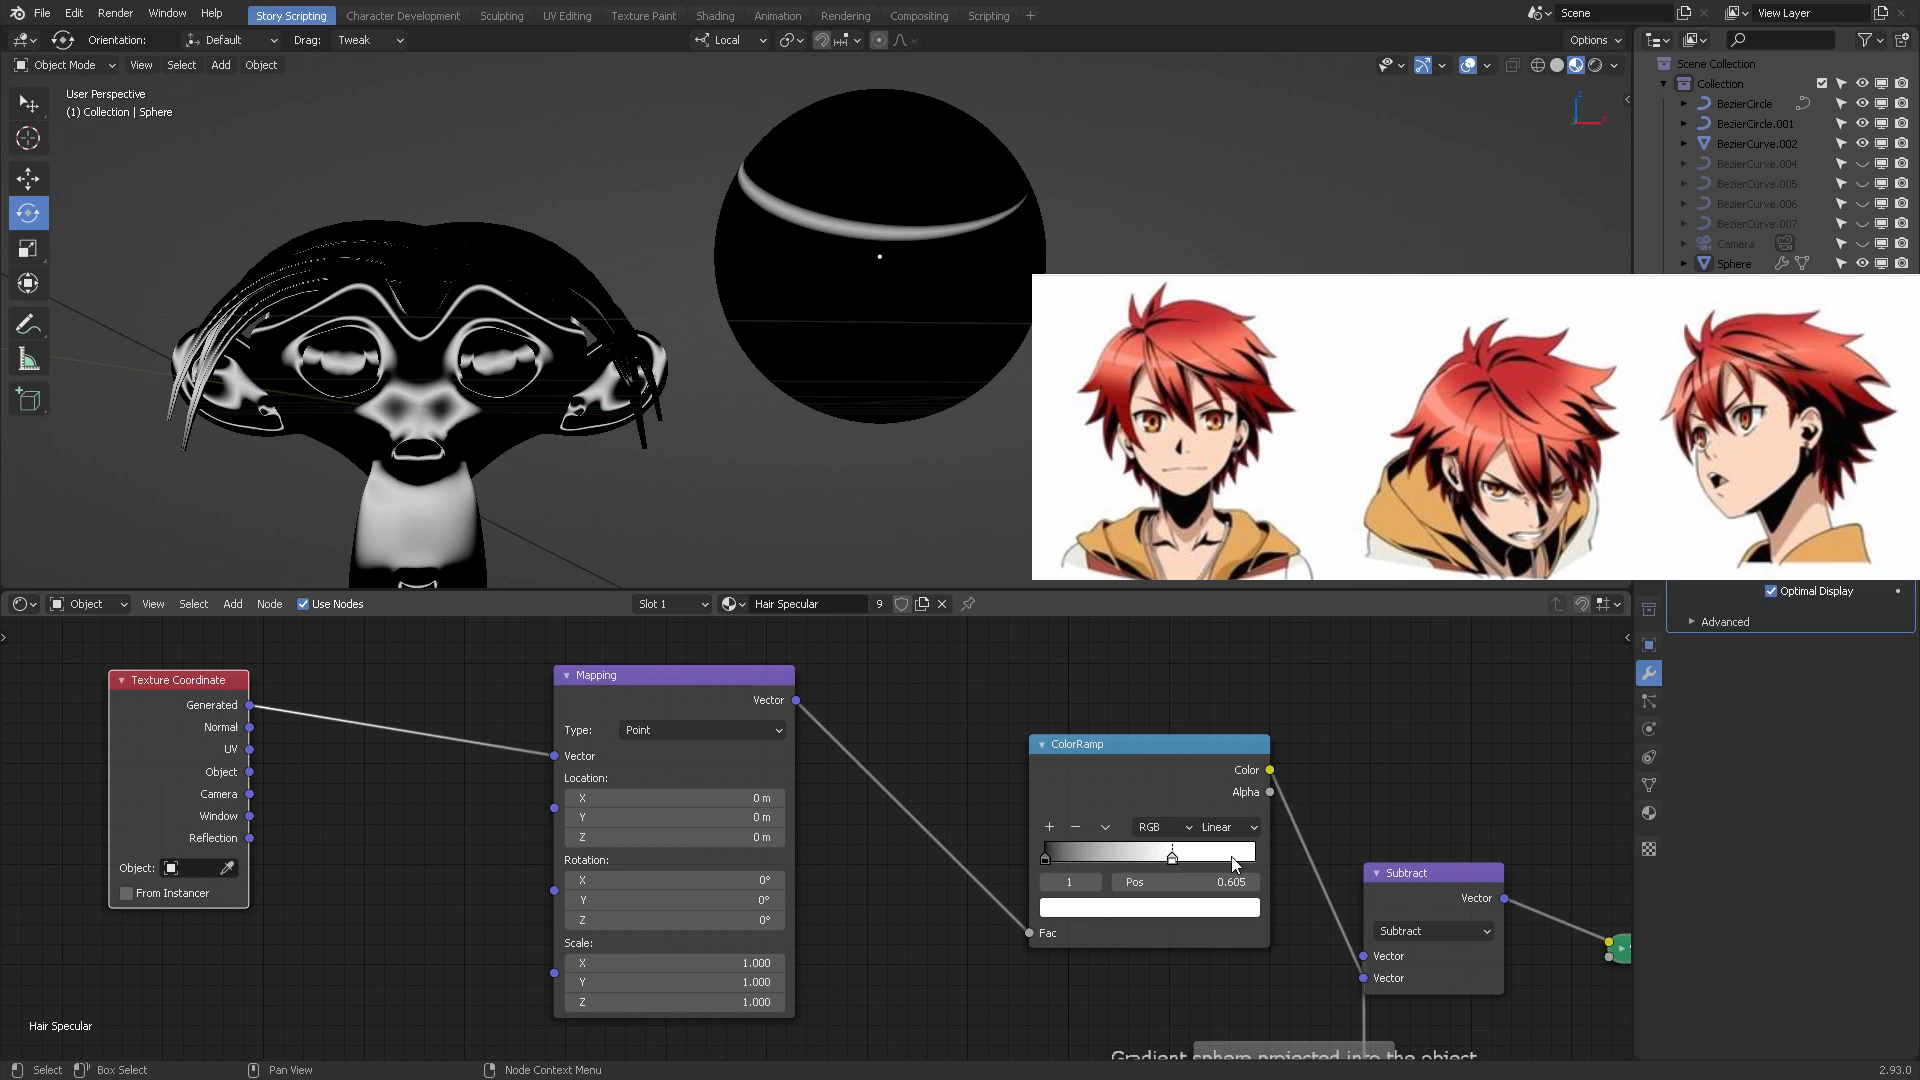 File Edit Render Window Help Story Scripting Character Development Sculpting UV Editing Texture Paint Shading Animation Rendering Compositing Scripting + Scene View Layer
Orientation: Default Drag: Tweak Local Options
Object Mode View Select Add Object
User Perspective
(1) Collection | Sphere
Z
X
Scene Collection
Collection
BezierCircle
BezierCircle.001
BezierCurve.002
BezierCurve.004
BezierCurve.005
BezierCurve.006
BezierCurve.007
Camera
Sphere
Optimal Display
Advanced
Object View Select Add Node Use Nodes Slot 1 Hair Specular 9
Texture Coordinate
Generated
Normal
UV
Object
Camera
Window
Reflection
Object:
From Instancer
Mapping
Vector
Type: Point
Vector
Location:
X 0 m
Y 0 m
Z 0 m
Rotation:
X 0°
Y 0°
Z 0°
Scale:
X 1.000
Y 1.000
Z 1.000
ColorRamp
Color
Alpha
+ − RGB Linear
1 Pos 0.605
Fac
Subtract
Vector
Subtract
Vector
Vector
Hair Specular
Gradient sphere projected into the object
Select Box Select Pan View Node Context Menu 2.93.0